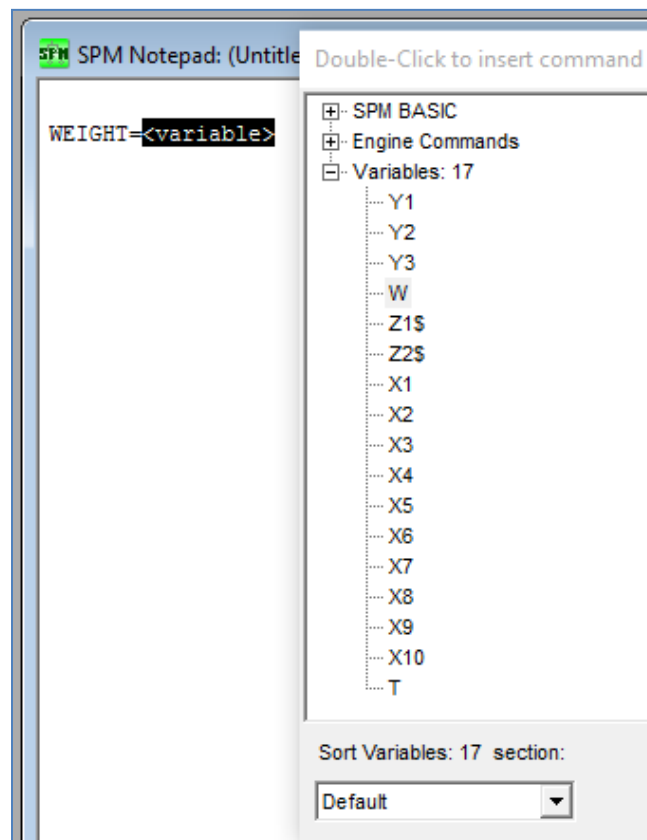 SPM SPM Notepad: (Untitle
WEIGHT=<variable>
Double-Click to insert command
SPM BASIC
Engine Commands
Variables: 17
Y1
Y2
Y3
W
Z1$
Z2$
X1
X2
X3
X4
X5
X6
X7
X8
X9
X10
T
Sort Variables: 17 section:
Default